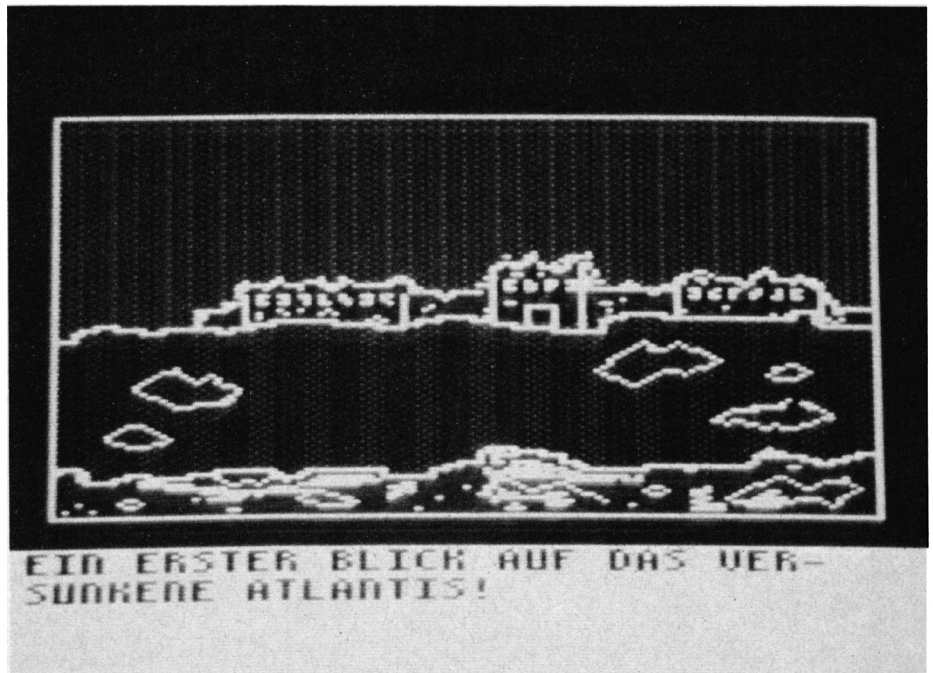 EIN ERSTER BLICK AUF DAS VER-
SUNKENE ATLANTIS!